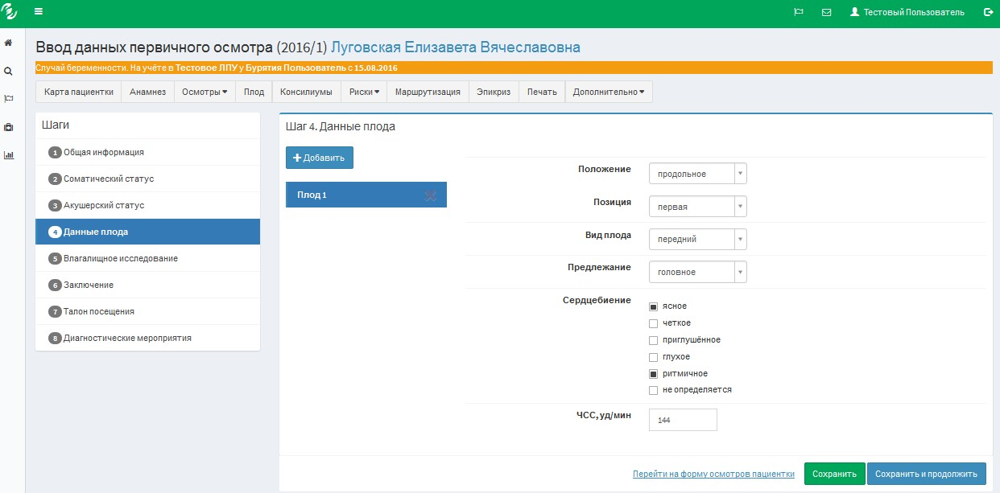 Тестовый Пользователь
Ввод данных первичного осмотра (2016/1) Луговская Елизавета Вячеславовна
Случай беременности. На учёте в Тестовое ЛПУ у Бурятия Пользователь с 15.08.2016
Карта пациентки Анамнез Осмотры Плод Консилиумы Риски Маршрутизация Эпикриз Печать Дополнительно
Шаги
1 Общая информация
2 Соматический статус
3 Акушерский статус
4 Данные плода
5 Влагалищное исследование
6 Заключение
7 Талон посещения
8 Диагностические мероприятия
Шаг 4. Данные плода
Добавить
Плод 1
Положение продольное
Позиция первая
Вид плода передний
Предлежание головное
Сердцебиение ясное
четкое
приглушённое
глухое
ритмичное
не определяется
ЧСС, уд/мин 144
Перейти на форму осмотров пациентки Сохранить Сохранить и продолжить